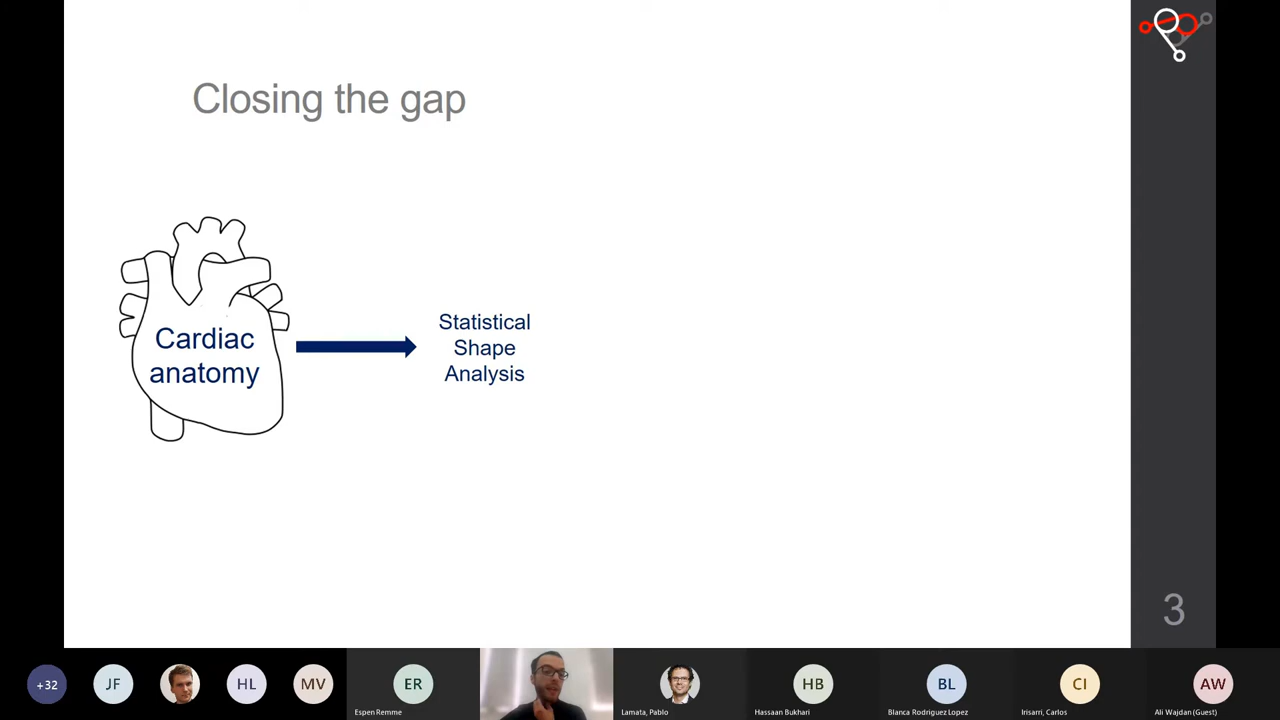 Closing the gap
Cardiac
anatomy
Statistical
Shape
Analysis
3
+32
JF
HL
MV
ER
HB
BL
CI
AW
Espen Remme
Lamata, Pablo
Hassaan Bukhari
Blanca Rodriguez Lopez
Irisarri, Carlos
Ali Wajdan (Guest)